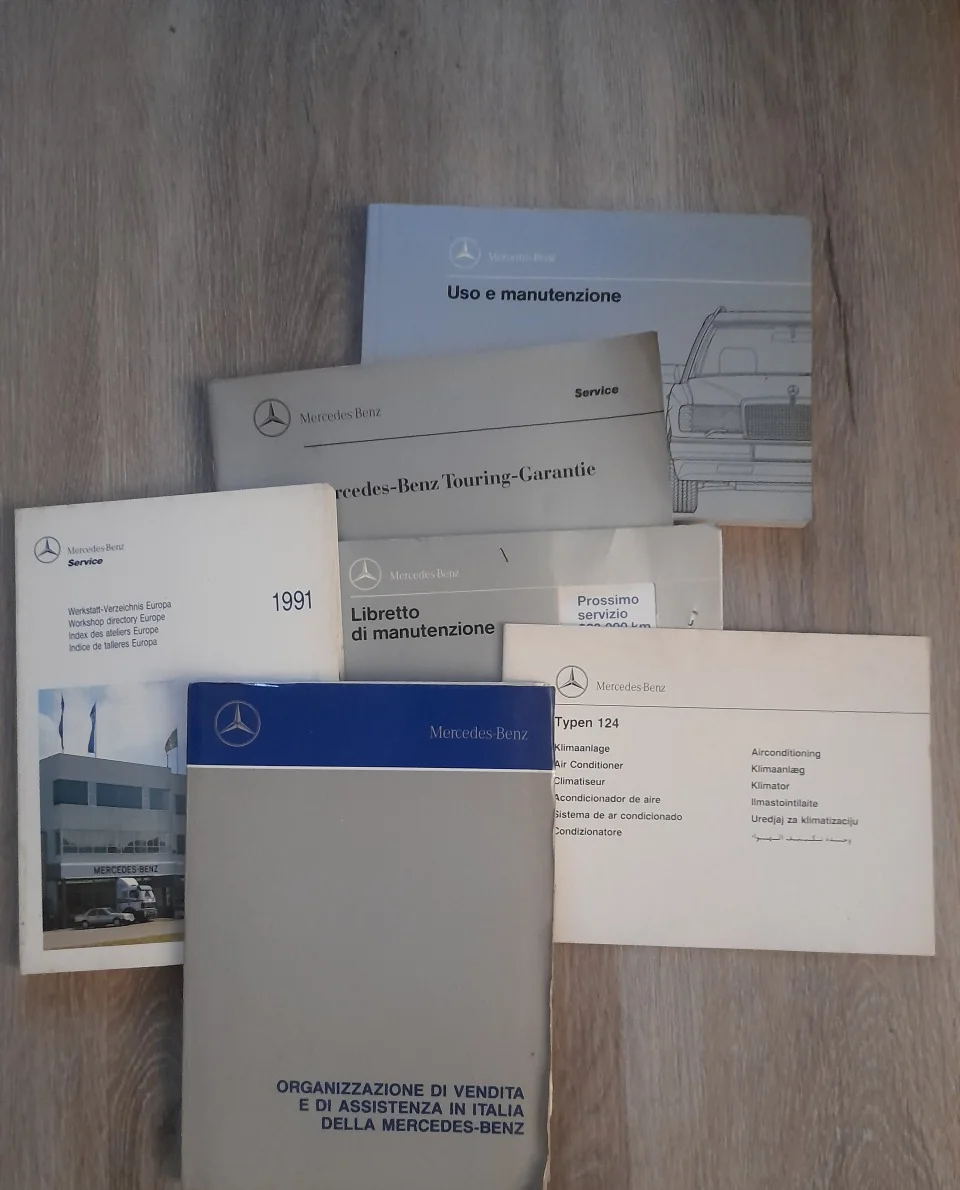 Mercedes-Benz
Uso e manutenzione
Mercedes-Benz
Service
rcedes-Benz Touring-Garantie
Mercedes-Benz
Service
1991
Werkstatt-Verzeichnis Europa
Workshop directory Europe
Index des ateliers Europe
Indice de talleres Europa
MERCEDES-BENZ
Mercedes-Benz
Libretto
di manutenzione
Prossimo
servizio
km
Mercedes-Benz
Typen 124
Klimaanlage
Air Conditioner
Climatiseur
Acondicionador de aire
Sistema de ar condicionado
Condizionatore
Airconditioning
Klimaanlæg
Klimator
Ilmastointilaite
Uredjaj za klimatizaciju
Mercedes-Benz
ORGANIZZAZIONE DI VENDITA
E DI ASSISTENZA IN ITALIA
DELLA MERCEDES-BENZ